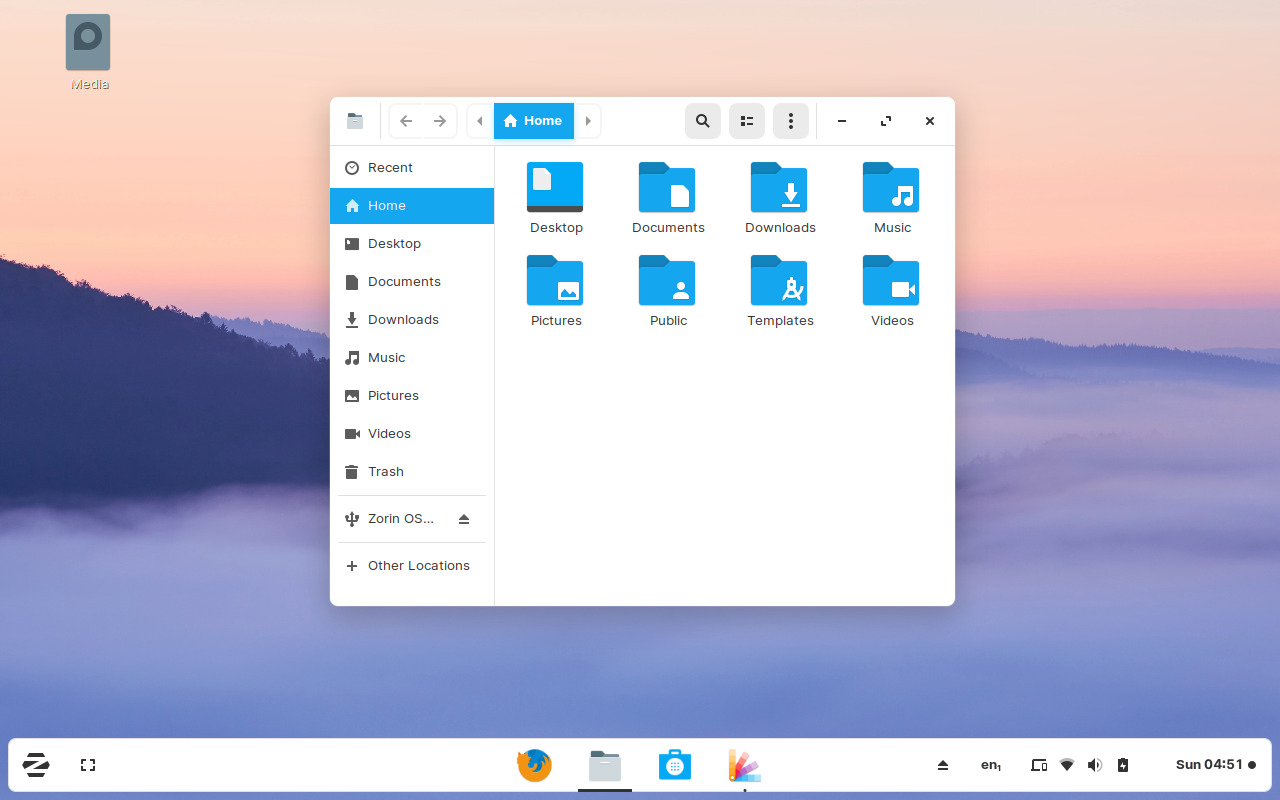 Media
Home
Recent
Home
Desktop
Documents
Downloads
Music
Pictures
Videos
Trash
Zorin OS...
Other Locations
Desktop Documents Downloads Music
Pictures Public Templates Videos
en₁ Sun 04:51